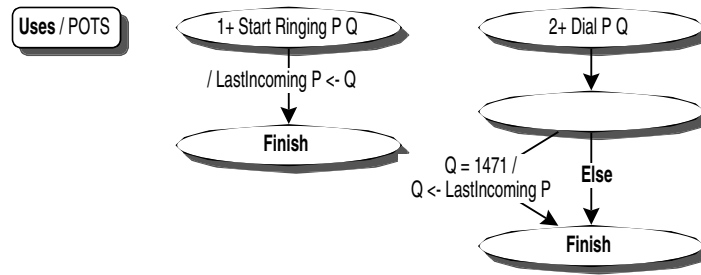 Uses / POTS
1+ Start Ringing P Q
/ LastIncoming P <- Q
Finish
2+ Dial P Q
Q = 1471 /
Q <- LastIncoming P
Else
Finish